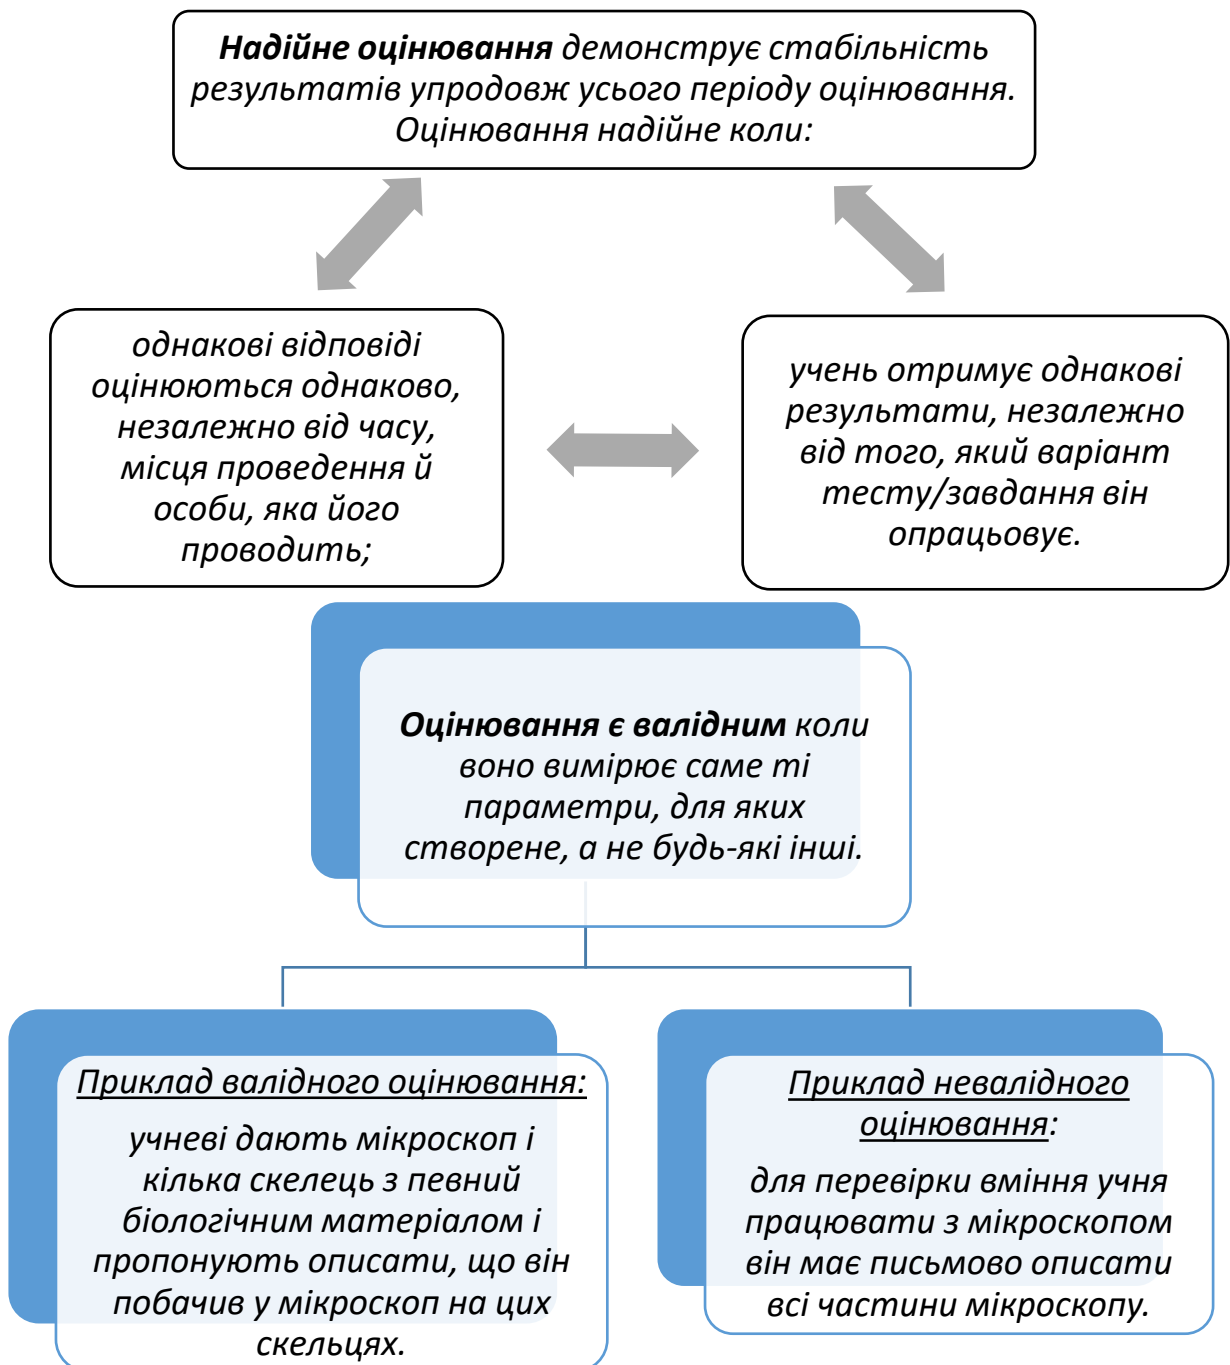 Надійне оцінювання демонструє стабільність
результатів упродовж усього періоду оцінювання.
Оцінювання надійне коли:
однакові відповіді
оцінюються однаково,
незалежно від часу,
місця проведення й
особи, яка його
проводить;
учень отримує однакові
результати, незалежно
від того, який варіант
тесту/завдання він
опрацьовує.
Оцінювання є валідним коли
воно вимірює саме ті
параметри, для яких
створене, а не будь-які інші.
Приклад валідного оцінювання:
учневі дають мікроскоп і
кілька скелець з певний
біологічним матеріалом і
пропонують описати, що він
побачив у мікроскоп на цих
скельцях.
Приклад невалідного
оцінювання:
для перевірки вміння учня
працювати з мікроскопом
він має письмово описати
всі частини мікроскопу.